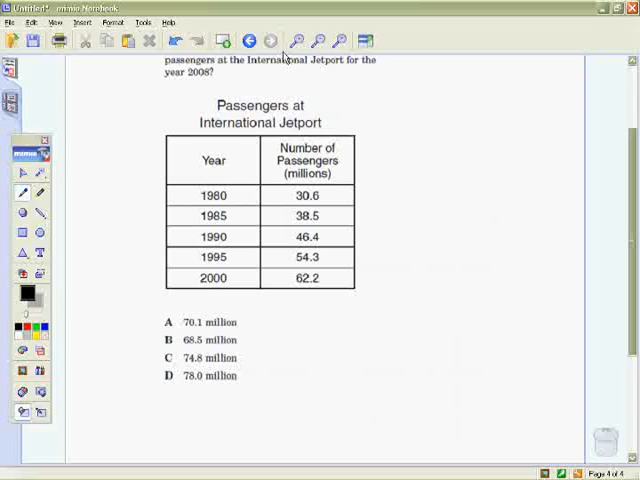 Untitled* - mimio Notebook
File Edit View Insert Format Tools Help
passengers at the International Jetport for the
year 2008?
Passengers at
International Jetport
Year Number of Passengers (millions)
1980 30.6
1985 38.5
1990 46.4
1995 54.3
2000 62.2
A 70.1 million
B 68.5 million
C 74.8 million
D 78.0 million
mimio
T
Page 4 of 4